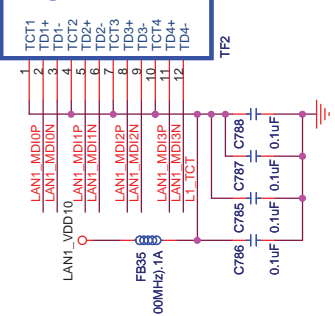 TCT1
TD1+
TD1-
TCT2
TD2+
TD2-
TCT3
TD3+
TD3-
TCT4
TD4+
TD4-
TF2
1
2
3
4
5
6
7
8
9
10
11
12
LAN1_MDI0P
LAN1_MDI0N
LAN1_MDI1P
LAN1_MDI1N
LAN1_MDI2P
LAN1_MDI2N
LAN1_MDI3P
LAN1_MDI3N
L1_TCT
LAN1_VDD10
FB35
00MHz).1A
C786
0.1uF
C785
0.1uF
C787
0.1uF
C788
0.1uF